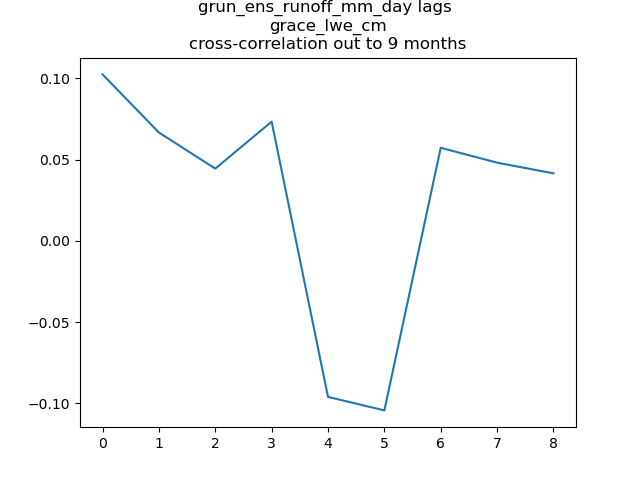 grun_ens_runoff_mm_day lags
grace_lwe_cm
cross-correlation out to 9 months
0.10
0.05
0.00
−0.05
−0.10
0 1 2 3 4 5 6 7 8